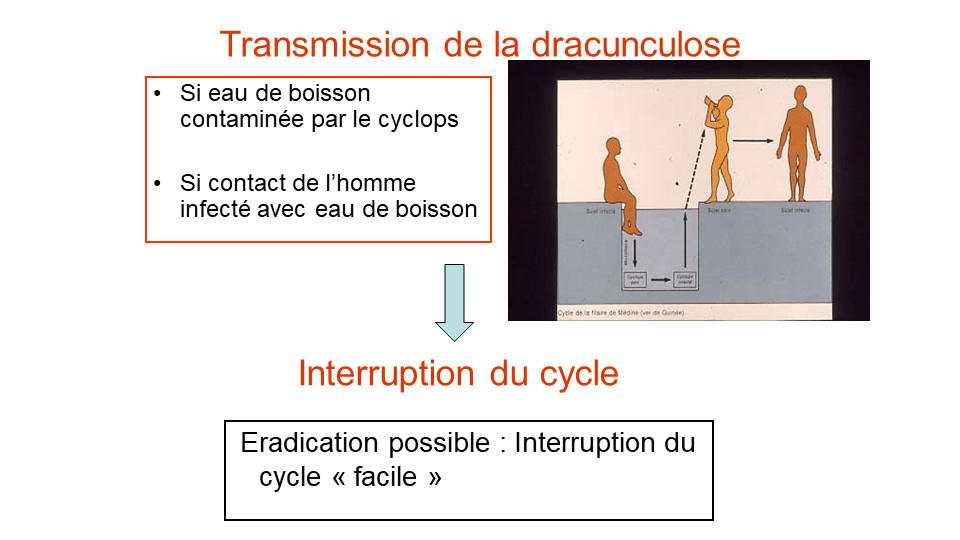 Transmission de la dracunculose
• Si eau de boisson
contaminée par le cyclops
• Si contact de l’homme
infecté avec eau de boisson
Sujet infecté
Sujet sain
Sujet infecté
Cyclope
sain
Cyclope
infecté
Cycle de la filaire de Médine (ver de Guinée)
Interruption du cycle
Eradication possible : Interruption du
cycle « facile »